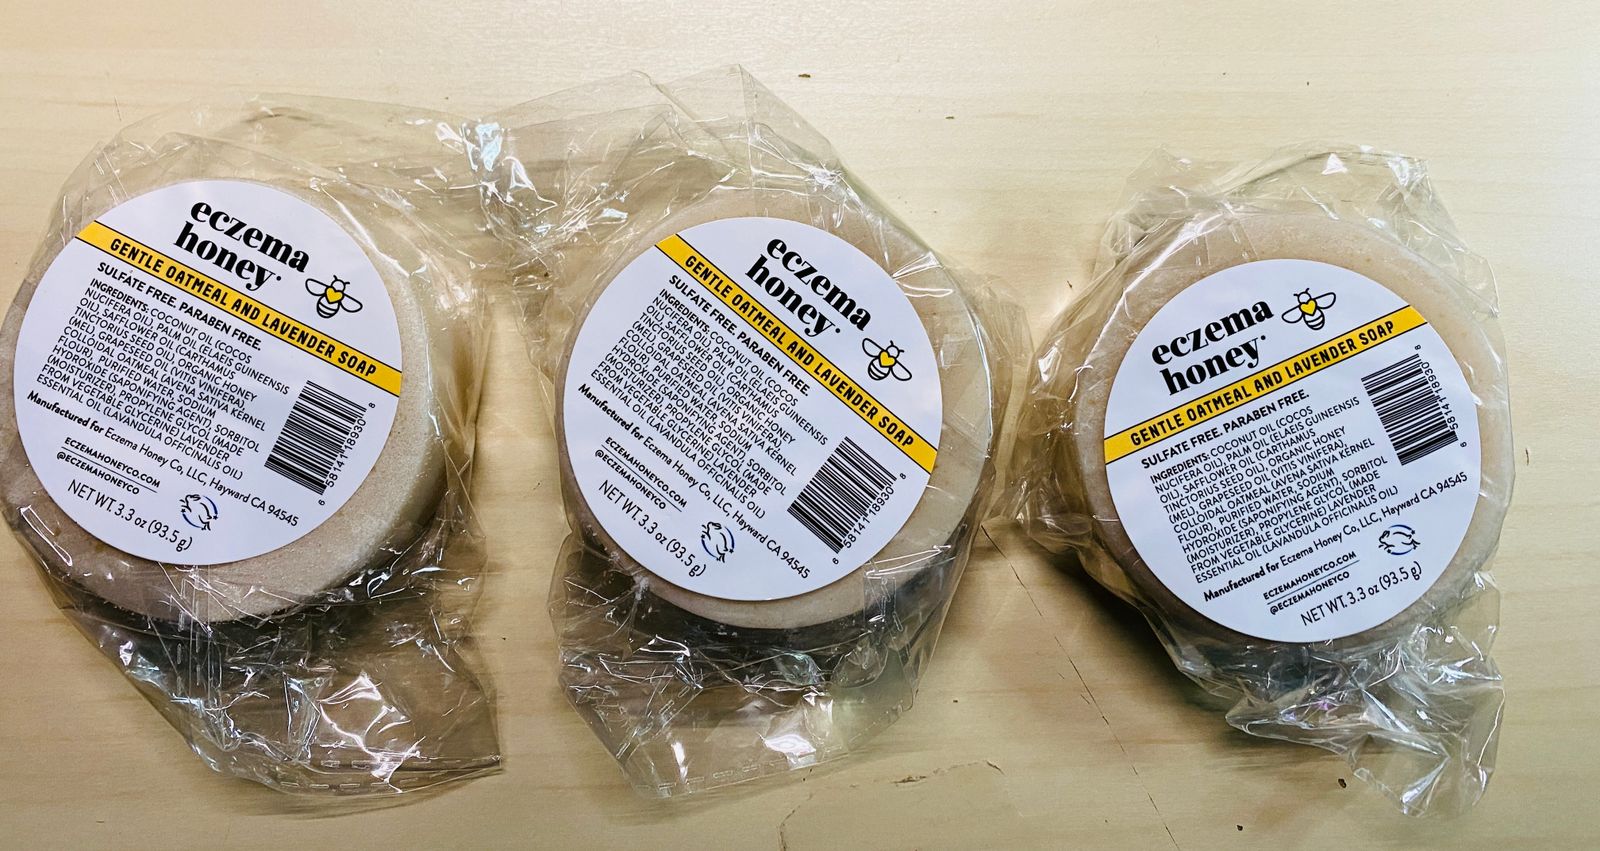 eczema
honey
GENTLE OATMEAL AND LAVENDER SOAP
SULFATE FREE. PARABEN FREE.
INGREDIENTS: COCONUT OIL (COCOS
NUCIFERA OIL), PALM OIL (ELAEIS GUINEENSIS
OIL), SAFFLOWER OIL (CARTHAMUS
TINCTORIUS SEED OIL), ORGANIC HONEY
(MEL), GRAPESEED OIL (VITIS VINIFERA),
COLLOIDAL OATMEAL (AVENA SATIVA KERNEL
FLOUR), PURIFIED WATER, SODIUM
HYDROXIDE (SAPONIFYING AGENT), SORBITOL
(MOISTURIZER), PROPYLENE GLYCOL (MADE
FROM VEGETABLE GLYCERINE) LAVENDER
ESSENTIAL OIL (LAVANDULA OFFICINALIS OIL)
Manufactured for Eczema Honey Co, LLC, Hayward CA 94545
ECZEMAHONEYCO.COM
@ECZEMAHONEYCO
NET WT. 3.3 oz (93.5 g)
eczema
honey
GENTLE OATMEAL AND LAVENDER SOAP
SULFATE FREE. PARABEN FREE.
INGREDIENTS: COCONUT OIL (COCOS
NUCIFERA OIL), PALM OIL (ELAEIS GUINEENSIS
OIL), SAFFLOWER OIL (CARTHAMUS
TINCTORIUS SEED OIL), ORGANIC HONEY
(MEL), GRAPESEED OIL (VITIS VINIFERA),
COLLOIDAL OATMEAL (AVENA SATIVA KERNEL
FLOUR), PURIFIED WATER, SODIUM
HYDROXIDE (SAPONIFYING AGENT), SORBITOL
(MOISTURIZER), PROPYLENE GLYCOL (MADE
FROM VEGETABLE GLYCERINE) LAVENDER
ESSENTIAL OIL (LAVANDULA OFFICINALIS OIL)
Manufactured for Eczema Honey Co, LLC, Hayward CA 94545
ECZEMAHONEYCO.COM
@ECZEMAHONEYCO
NET WT. 3.3 oz (93.5 g)
eczema
honey
GENTLE OATMEAL AND LAVENDER SOAP
SULFATE FREE. PARABEN FREE.
INGREDIENTS: COCONUT OIL (COCOS
NUCIFERA OIL), PALM OIL (ELAEIS GUINEENSIS
OIL), SAFFLOWER OIL (CARTHAMUS
TINCTORIUS SEED OIL), ORGANIC HONEY
(MEL), GRAPESEED OIL (VITIS VINIFERA),
COLLOIDAL OATMEAL (AVENA SATIVA KERNEL
FLOUR), PURIFIED WATER, SODIUM
HYDROXIDE (SAPONIFYING AGENT), SORBITOL
(MOISTURIZER), PROPYLENE GLYCOL (MADE
FROM VEGETABLE GLYCERINE) LAVENDER
ESSENTIAL OIL (LAVANDULA OFFICINALIS OIL)
Manufactured for Eczema Honey Co, LLC, Hayward CA 94545
ECZEMAHONEYCO.COM
@ECZEMAHONEYCO
NET WT. 3.3 oz (93.5 g)